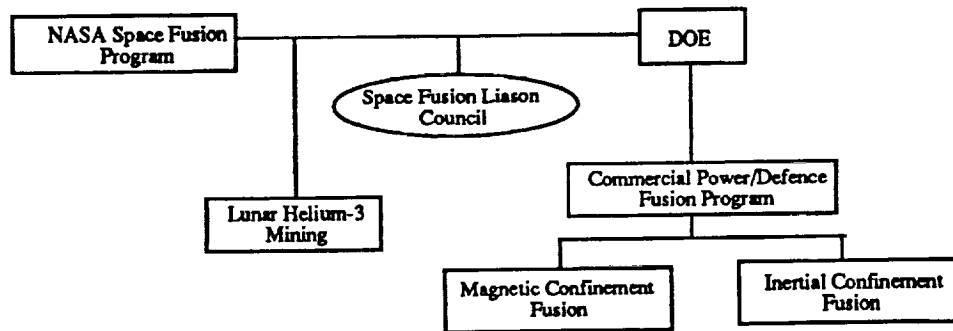 NASA Space Fusion
Program
DOE
Space Fusion Liason
Council
Commercial Power/Defence
Fusion Program
Lunar Helium-3
Mining
Magnetic Confinement
Fusion
Inertial Confinement
Fusion